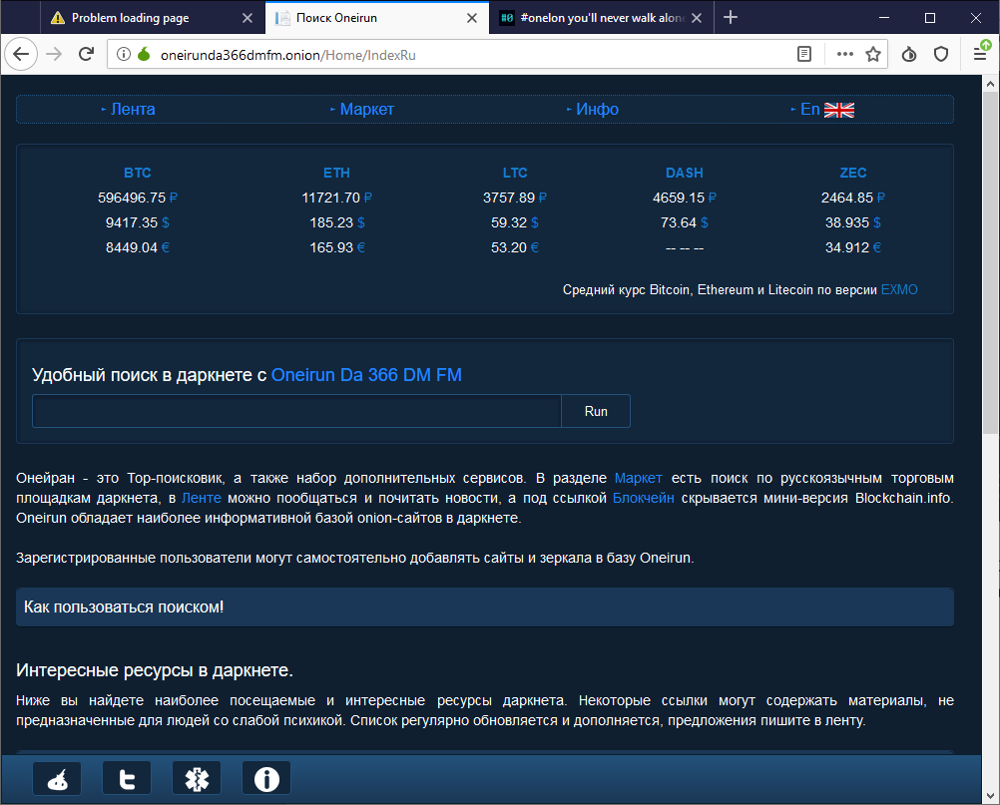 Problem loading page
Поиск Oneirun
#onelon you'll never walk alone
oneirunda366dmfm.onion/Home/IndexRu
Лента Маркет Инфо En
BTC ETH LTC DASH ZEC
596496.75 ₽ 11721.70 ₽ 3757.89 ₽ 4659.15 ₽ 2464.85 ₽
9417.35 $ 185.23 $ 59.32 $ 73.64 $ 38.935 $
8449.04 € 165.93 € 53.20 € -- -- -- 34.912 €
Средний курс Bitcoin, Ethereum и Litecoin по версии EXMO
Удобный поиск в даркнете с Oneirun Da 366 DM FM
Run
Онейран - это Тор-поисковик, а также набор дополнительных сервисов. В разделе Маркет есть поиск по русскоязычным торговым
площадкам даркнета, в Ленте можно пообщаться и почитать новости, а под ссылкой Блокчейн скрывается мини-версия Blockchain.info.
Oneirun обладает наиболее информативной базой onion-сайтов в даркнете.
Зарегистрированные пользователи могут самостоятельно добавлять сайты и зеркала в базу Oneirun.
Как пользоваться поиском!
Интересные ресурсы в даркнете.
Ниже вы найдете наиболее посещаемые и интересные ресурсы даркнета. Некоторые ссылки могут содержать материалы, не
предназначенные для людей со слабой психикой. Список регулярно обновляется и дополняется, предложения пишите в ленту.